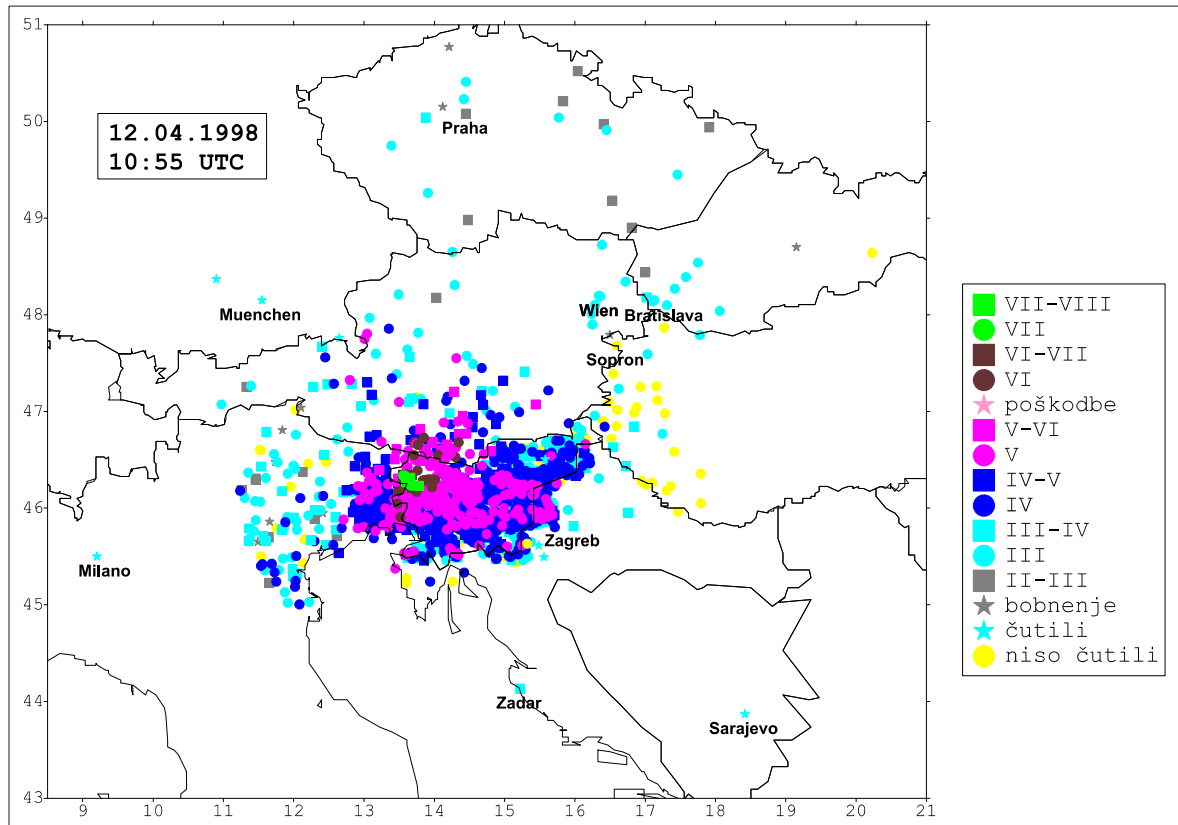 51
50
49
48
47
46
45
44
43
12.04.1998
10:55 UTC
Praha
Muenchen
Wien
Bratislava
Sopron
Milano
Zagreb
Zadar
Sarajevo
9 10 11 12 13 14 15 16 17 18 19 20 21
VII-VIII
VII
VI-VII
VI
poškodbe
V-VI
V
IV-V
IV
III-IV
III
II-III
bobnenje
čutili
niso čutili